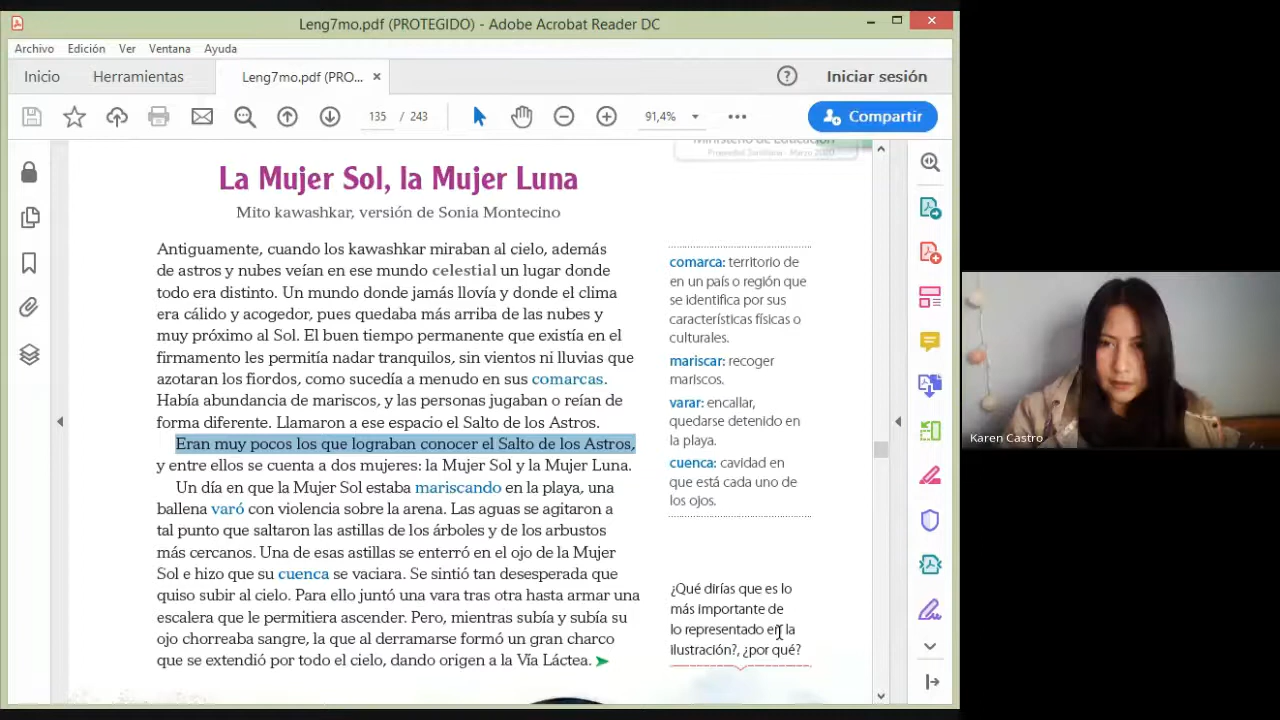 Leng7mo.pdf (PROTEGIDO) - Adobe Acrobat Reader DC
Archivo Edición Ver Ventana Ayuda
Inicio Herramientas Leng7mo.pdf (PRO... × Iniciar sesión
135 / 243 91,4% Compartir
Ministerio de Educación
Propiedad Santillana - Marzo 2020
La Mujer Sol, la Mujer Luna
Mito kawashkar, versión de Sonia Montecino
Antiguamente, cuando los kawashkar miraban al cielo, además
de astros y nubes veían en ese mundo celestial un lugar donde
todo era distinto. Un mundo donde jamás llovía y donde el clima
era cálido y acogedor, pues quedaba más arriba de las nubes y
muy próximo al Sol. El buen tiempo permanente que existía en el
firmamento les permitía nadar tranquilos, sin vientos ni lluvias que
azotaran los fiordos, como sucedía a menudo en sus comarcas.
Había abundancia de mariscos, y las personas jugaban o reían de
forma diferente. Llamaron a ese espacio el Salto de los Astros.
Eran muy pocos los que lograban conocer el Salto de los Astros,
y entre ellos se cuenta a dos mujeres: la Mujer Sol y la Mujer Luna.
Un día en que la Mujer Sol estaba mariscando en la playa, una
ballena varó con violencia sobre la arena. Las aguas se agitaron a
tal punto que saltaron las astillas de los árboles y de los arbustos
más cercanos. Una de esas astillas se enterró en el ojo de la Mujer
Sol e hizo que su cuenca se vaciara. Se sintió tan desesperada que
quiso subir al cielo. Para ello juntó una vara tras otra hasta armar una
escalera que le permitiera ascender. Pero, mientras subía y subía su
ojo chorreaba sangre, la que al derramarse formó un gran charco
que se extendió por todo el cielo, dando origen a la Vía Láctea.
comarca: territorio de
en un país o región que
se identifica por sus
características físicas o
culturales.
mariscar: recoger
mariscos.
varar: encallar,
quedarse detenido en
la playa.
cuenca: cavidad en
que está cada uno de
los ojos.
¿Qué dirías que es lo
más importante de
lo representado en la
ilustración?, ¿por qué?
Karen Castro